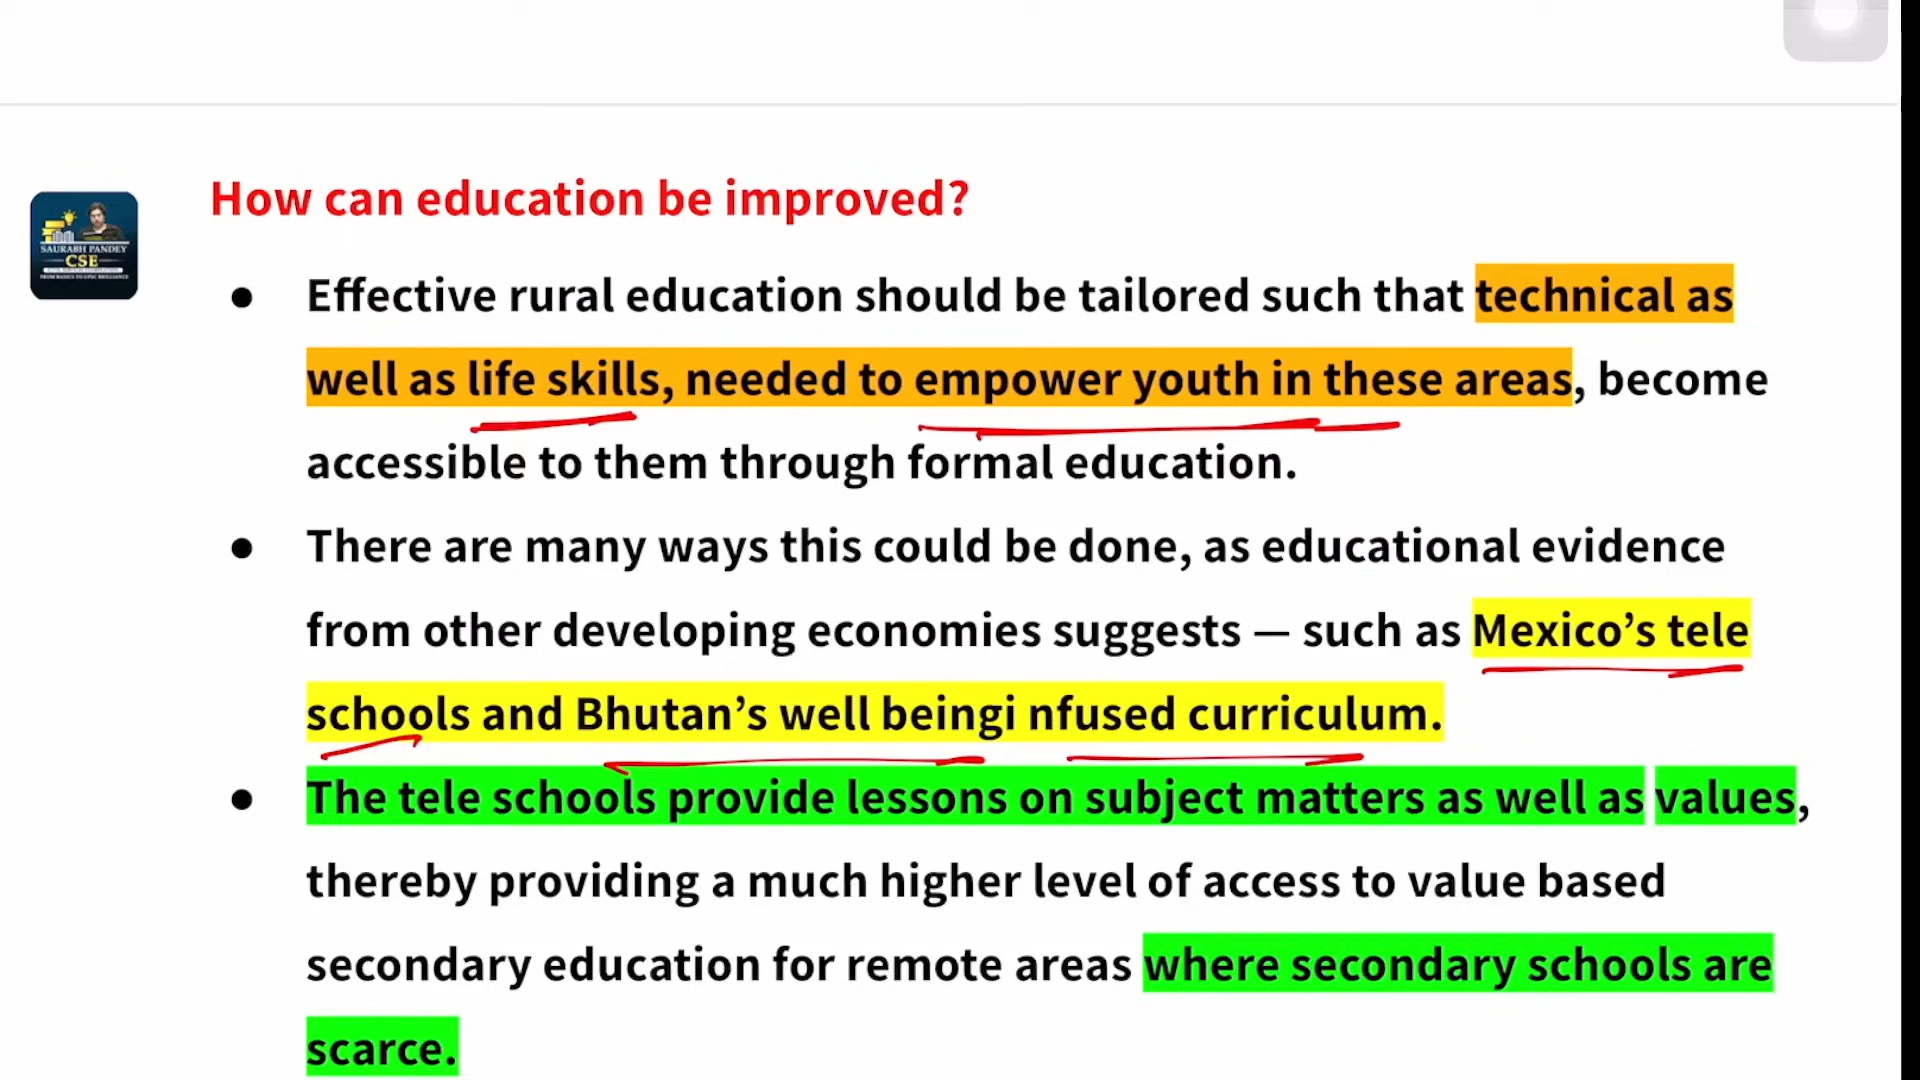 How can education be improved?
SAURABH PANDEY
CSE
● Effective rural education should be tailored such that technical as
well as life skills, needed to empower youth in these areas, become
accessible to them through formal education.
● There are many ways this could be done, as educational evidence
from other developing economies suggests — such as Mexico’s tele
schools and Bhutan’s well beingi nfused curriculum.
● The tele schools provide lessons on subject matters as well as values,
thereby providing a much higher level of access to value based
secondary education for remote areas where secondary schools are
scarce.